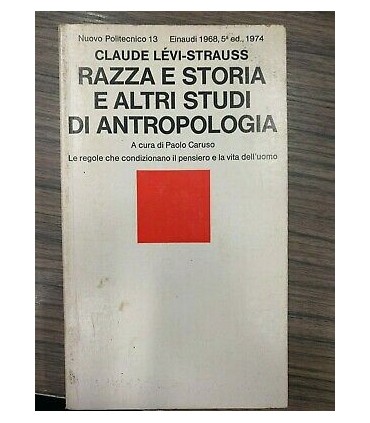 Nuovo Politecnico 13 Einaudi 1968, 5ª ed., 1974
CLAUDE LÉVI-STRAUSS
RAZZA E STORIA
E ALTRI STUDI
DI ANTROPOLOGIA
A cura di Paolo Caruso
Le regole che condizionano il pensiero e la vita dell'uomo